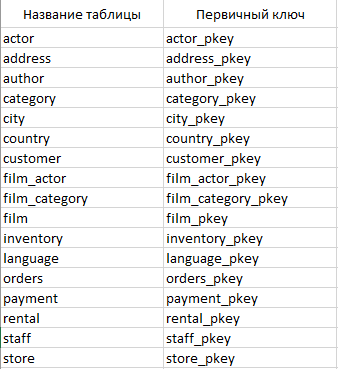 Название таблицы Первичный ключ
actor actor_pkey
address address_pkey
author author_pkey
category category_pkey
city city_pkey
country country_pkey
customer customer_pkey
film_actor film_actor_pkey
film_category film_category_pkey
film film_pkey
inventory inventory_pkey
language language_pkey
orders orders_pkey
payment payment_pkey
rental rental_pkey
staff staff_pkey
store store_pkey